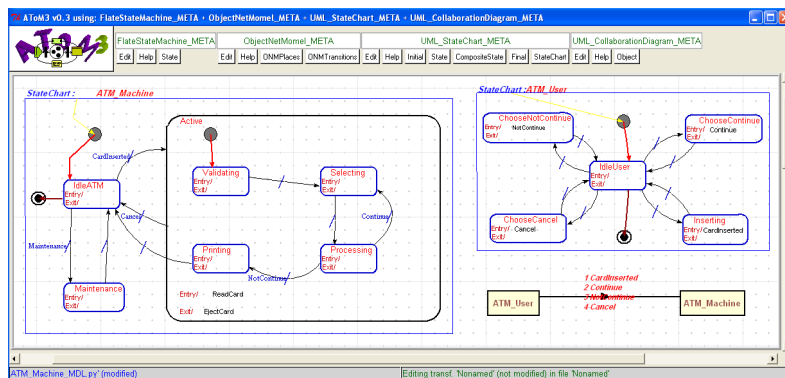 AToM3 v0.3 using: FlateStateMachine_META + ObjectNetMomel_META + UML_StateChart_META + UML_CollaborationDiagram_META
ATOM3
FlateStateMachine_META
ObjectNetMomel_META
UML_StateChart_META
UML_CollaborationDiagram_META
Edit Help State
Edit Help ONMPlaces ONMTransitions
Edit Help Initial State CompositeState Final StateChart
Edit Help Object
StateChart : ATM_Machine
CardInserted
IdleATM
Entry/
Exit/
Cancel
Maintenance
Maintenance
Entry/
Exit/
Active
Validating
Entry/
Exit/
Selecting
Entry/
Exit/
Continue
Printing
Entry/
Exit/
Processing
Entry/
Exit/
NotContinue
Entry/ ReadCard
Exit/ EjectCard
StateChart : ATM_User
ChooseNotContinue
Entry/ NotContinue
Exit/
ChooseContinue
Entry/ Continue
Exit/
IdleUser
Entry/
Exit/
ChooseCancel
Entry/ Cancel
Exit/
Inserting
Entry/ CardInserted
Exit/
1 CardInserted
2 Continue
3 NotContinue
4 Cancel
ATM_User
ATM_Machine
ATM_Machine_MDL.py' (modified)
Editing transf. 'Nonamed' (not modified) in file 'Nonamed'